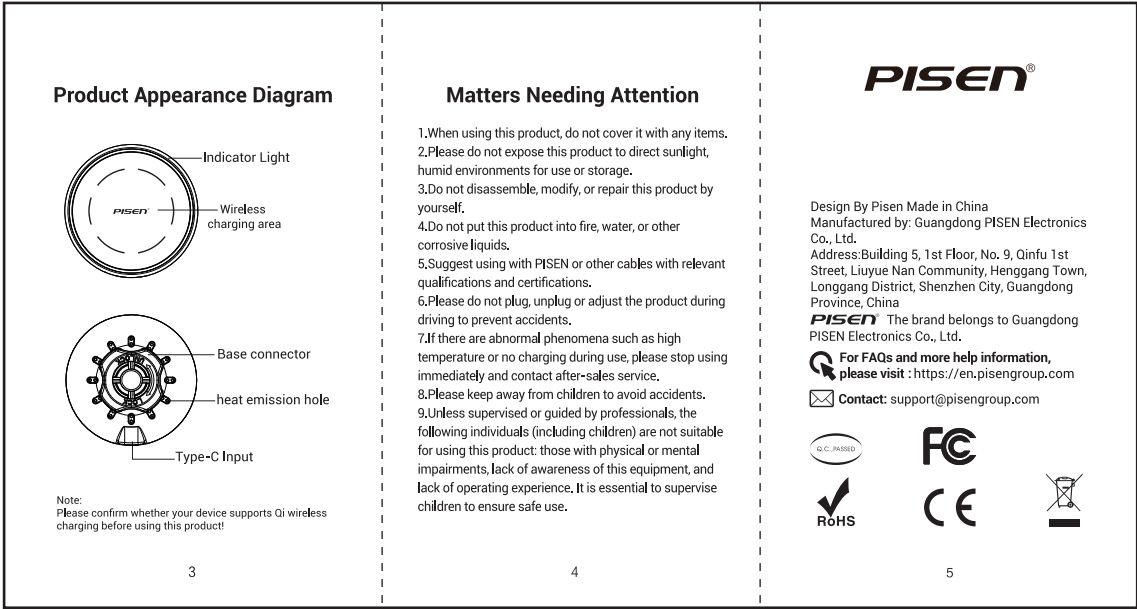 Product Appearance Diagram
Indicator Light
PISEN
Wireless
charging area
Base connector
heat emission hole
Type-C Input
Note:
Please confirm whether your device supports Qi wireless
charging before using this product!
3
Matters Needing Attention
1.When using this product, do not cover it with any items.
2.Please do not expose this product to direct sunlight,
humid environments for use or storage.
3.Do not disassemble, modify, or repair this product by
yourself.
4.Do not put this product into fire, water, or other
corrosive liquids.
5.Suggest using with PISEN or other cables with relevant
qualifications and certifications.
6.Please do not plug, unplug or adjust the product during
driving to prevent accidents.
7.If there are abnormal phenomena such as high
temperature or no charging during use, please stop using
immediately and contact after-sales service.
8.Please keep away from children to avoid accidents.
9.Unless supervised or guided by professionals, the
following individuals (including children) are not suitable
for using this product: those with physical or mental
impairments, lack of awareness of this equipment, and
lack of operating experience. It is essential to supervise
children to ensure safe use.
4
PISEN®
Design By Pisen Made in China
Manufactured by: Guangdong PISEN Electronics
Co., Ltd.
Address:Building 5, 1st Floor, No. 9, Qinfu 1st
Street, Liuyue Nan Community, Henggang Town,
Longgang District, Shenzhen City, Guangdong
Province, China
PISEN® The brand belongs to Guangdong
PISEN Electronics Co., Ltd.
For FAQs and more help information,
please visit : https://en.pisengroup.com
Contact: support@pisengroup.com
Q.C.,PASSED
FC
RoHS
CE
5